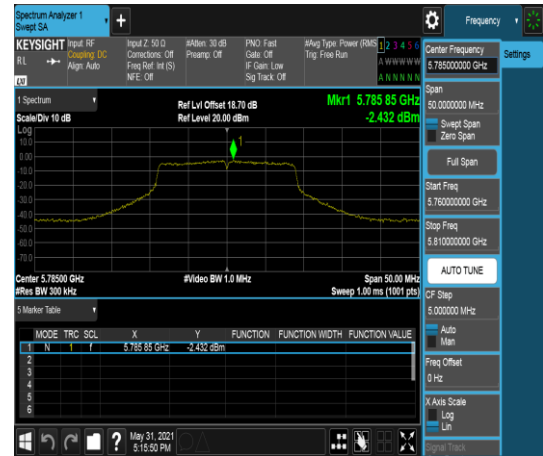 Spectrum Analyzer 1
Swept SA
+
Frequency
KEYSIGHT
RL
LXI
Input: RF
Coupling: DC
Align: Auto
Input Z: 50 Ω
Corrections: Off
Freq Ref: Int (S)
NFE: Off
#Atten: 30 dB
Preamp: Off
PNO: Fast
Gate: Off
IF Gain: Low
Sig Track: Off
#Avg Type: Power (RMS
Trig: Free Run
1 2 3 4 5 6
A W W W W W
A N N N N N
Center Frequency
5.785000000 GHz
Settings
Span
50.0000000 MHz
Swept Span
Zero Span
Full Span
Start Freq
5.760000000 GHz
Stop Freq
5.810000000 GHz
AUTO TUNE
CF Step
5.000000 MHz
Auto
Man
Freq Offset
0 Hz
X Axis Scale
Log
Lin
Signal Track
1 Spectrum
Scale/Div 10 dB
Ref Lvl Offset 18.70 dB
Ref Level 20.00 dBm
Mkr1 5.785 85 GHz
-2.432 dBm
Log
10.0
0.00
-10.0
-20.0
-30.0
-40.0
-50.0
-60.0
-70.0
1
Center 5.78500 GHz
#Res BW 300 kHz
#Video BW 1.0 MHz
Span 50.00 MHz
Sweep 1.00 ms (1001 pts)
5 Marker Table
MODE TRC SCL X Y FUNCTION FUNCTION WIDTH FUNCTION VALUE
1 N 1 f 5.785 85 GHz -2.432 dBm
2
3
4
5
6
?
May 31, 2021
5:15:50 PM